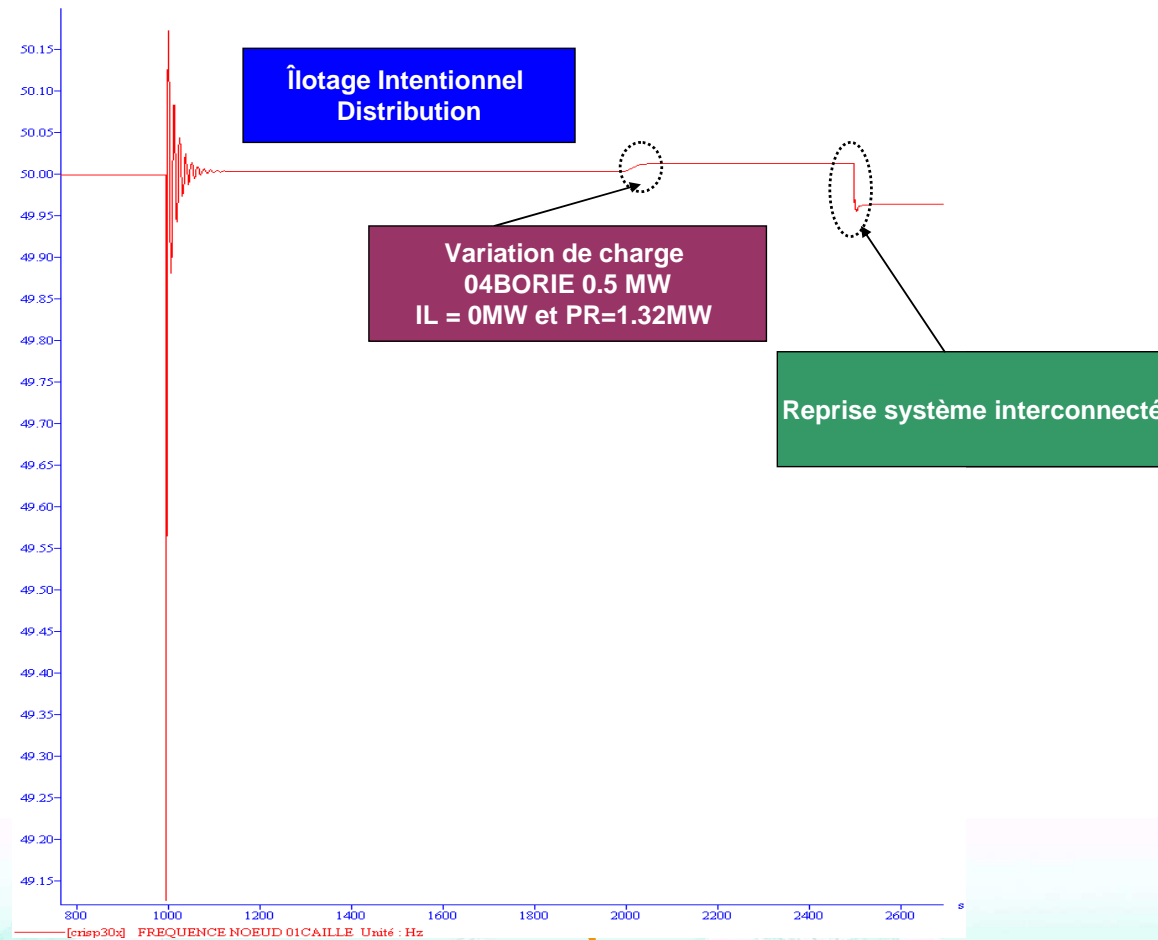 50.15
50.10
50.05
50.00
49.95
49.90
49.85
49.80
49.75
49.70
49.65
49.60
49.55
49.50
49.45
49.40
49.35
49.30
49.25
49.20
49.15
Îlotage Intentionnel
Distribution
Variation de charge
04BORIE 0.5 MW
IL = 0MW et PR=1.32MW
Reprise système interconnecté
800 1000 1200 1400 1600 1800 2000 2200 2400 2600 s
[crisp30x] FREQUENCE NOEUD 01CAILLE Unité : Hz